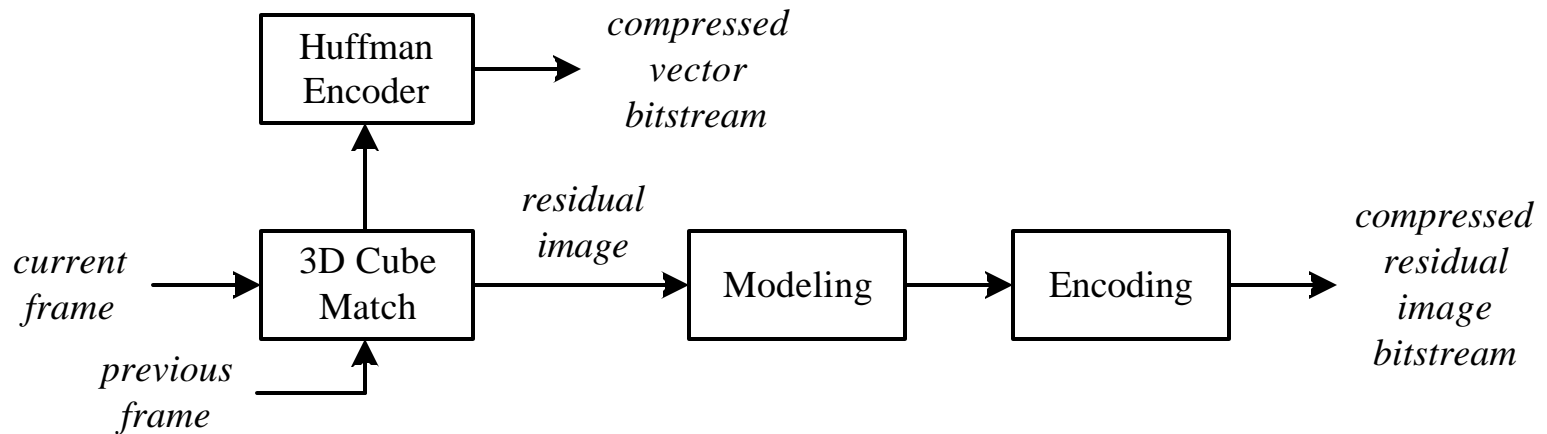 Huffman
Encoder
compressed
vector
bitstream
current
frame
previous
frame
3D Cube
Match
residual
image
Modeling
Encoding
compressed
residual
image
bitstream